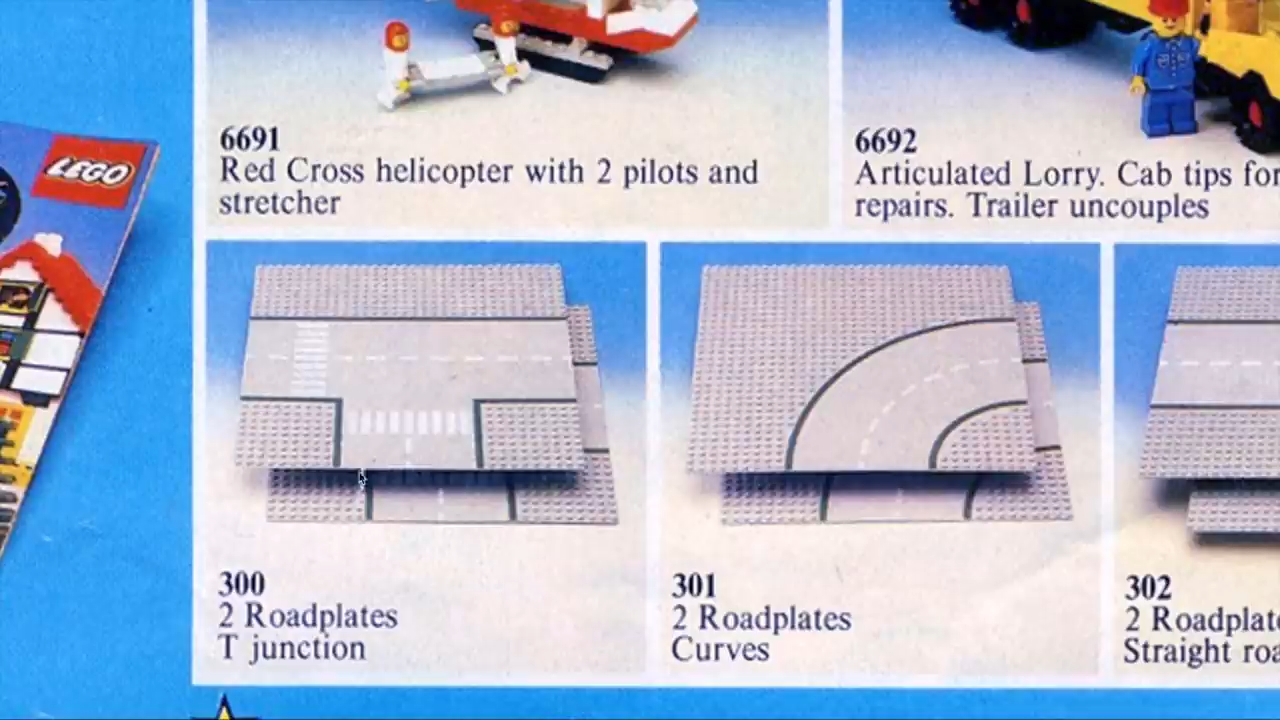 LEGO
6691
Red Cross helicopter with 2 pilots and
stretcher
6692
Articulated Lorry. Cab tips for
repairs. Trailer uncouples
300
2 Roadplates
T junction
301
2 Roadplates
Curves
302
2 Roadplate
Straight roa